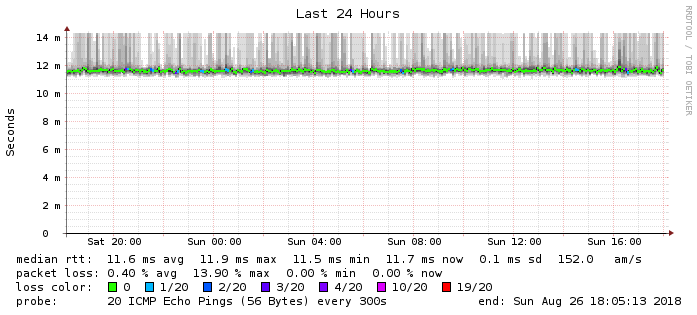 Last 24 Hours
RRDTOOL / TOBI OETIKER
Seconds
14 m
12 m
10 m
8 m
6 m
4 m
2 m
0
Sat 20:00 Sun 00:00 Sun 04:00 Sun 08:00 Sun 12:00 Sun 16:00
median rtt: 11.6 ms avg 11.9 ms max 11.5 ms min 11.7 ms now 0.1 ms sd 152.0 am/s
packet loss: 0.40 % avg 13.90 % max 0.00 % min 0.00 % now
loss color: 0 1/20 2/20 3/20 4/20 10/20 19/20
probe: 20 ICMP Echo Pings (56 Bytes) every 300s end: Sun Aug 26 18:05:13 2018